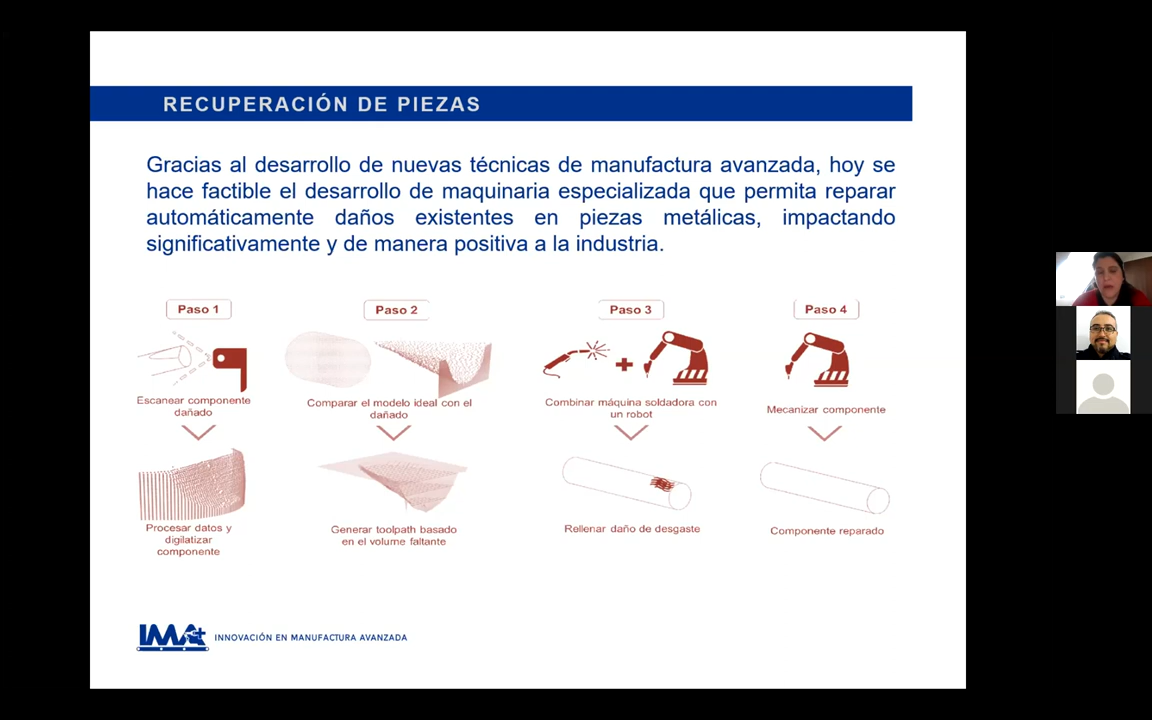 RECUPERACIÓN DE PIEZAS
Gracias al desarrollo de nuevas técnicas de manufactura avanzada, hoy se
hace factible el desarrollo de maquinaria especializada que permita reparar
automáticamente daños existentes en piezas metálicas, impactando
significativamente y de manera positiva a la industria.
Paso 1
Escanear componente
dañado
Procesar datos y
digilatizar
componente
Paso 2
Comparar el modelo ideal con el
dañado
Generar toolpath basado
en el volume faltante
Paso 3
Combinar máquina soldadora con
un robot
Rellenar daño de desgaste
Paso 4
Mecanizar componente
Componente reparado
IMA+
INNOVACIÓN EN MANUFACTURA AVANZADA